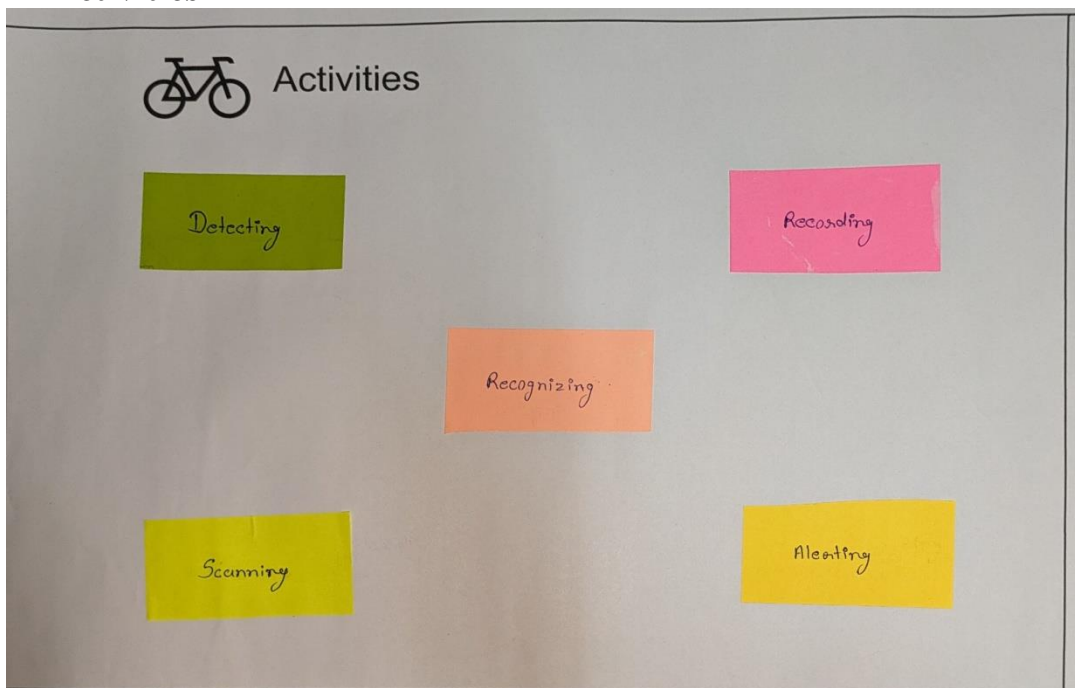 Activities
Detecting
Recording
Recognizing
Scanning
Alerting